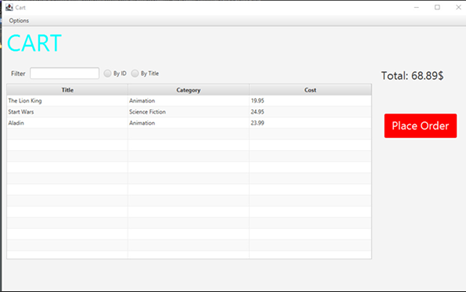 Cart
Options
CART
Filter By ID By Title
Total: 68.89$
Title Category Cost
The Lion King Animation 19.95
Start Wars Science Fiction 24.95
Aladin Animation 23.99
Place Order